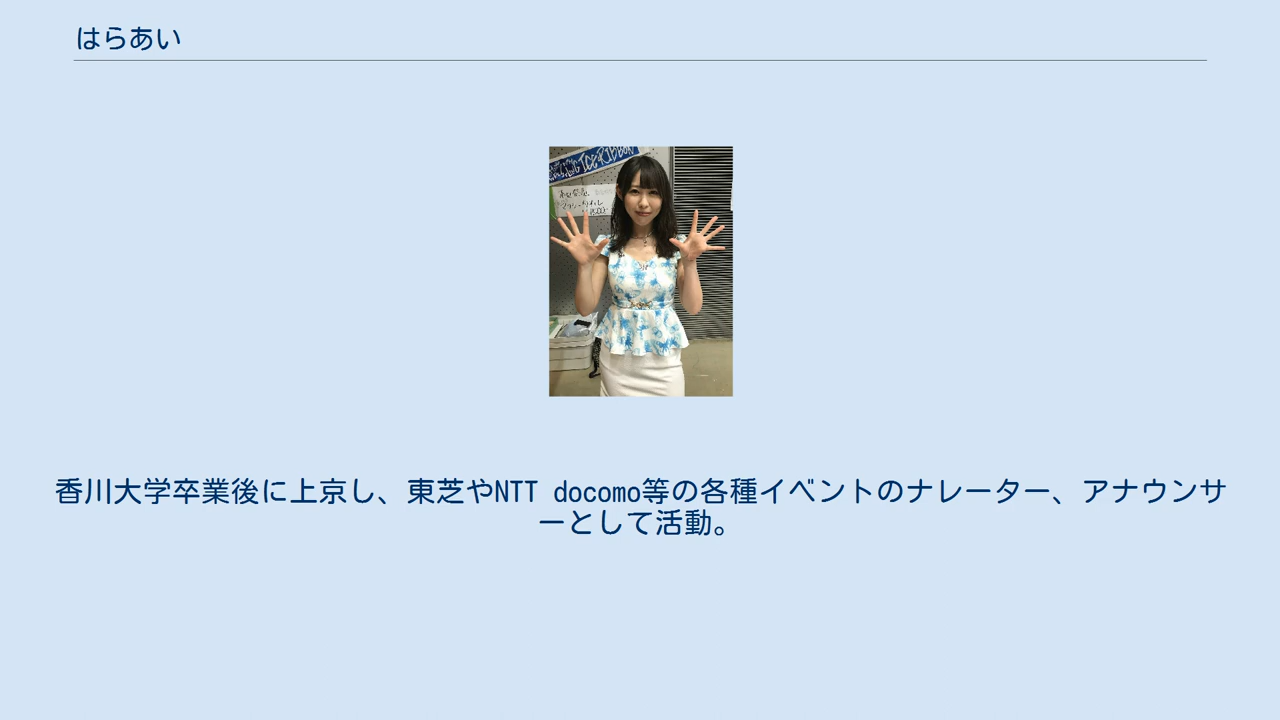 はらあい
ICE RIBBON
香川大学卒業後に上京し、東芝やNTT docomo等の各種イベントのナレーター、アナウンサ
ーとして活動。